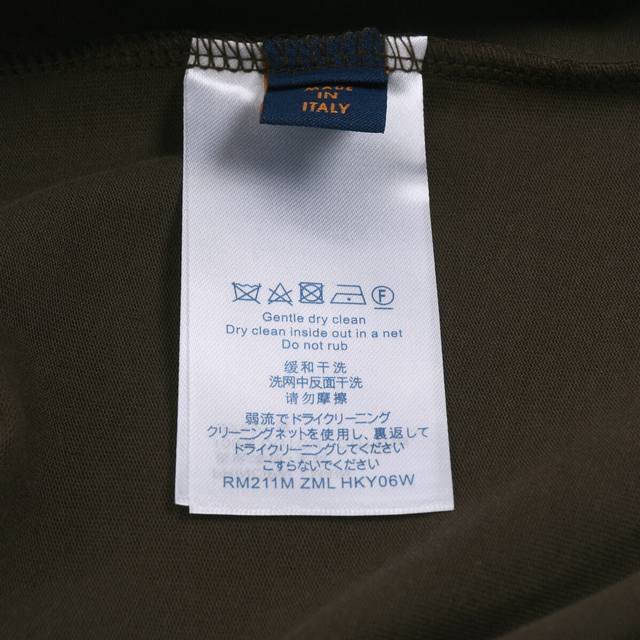 MADE
IN
ITALY
F
Gentle dry clean
Dry clean inside out in a net
Do not rub
缓和干洗
洗网中反面干洗
请勿摩擦
弱流でドライクリーニング
クリーニングネットを使用し、裏返して
ドライクリーニングしてください
こすらないでください
RM211M ZML HKY06W